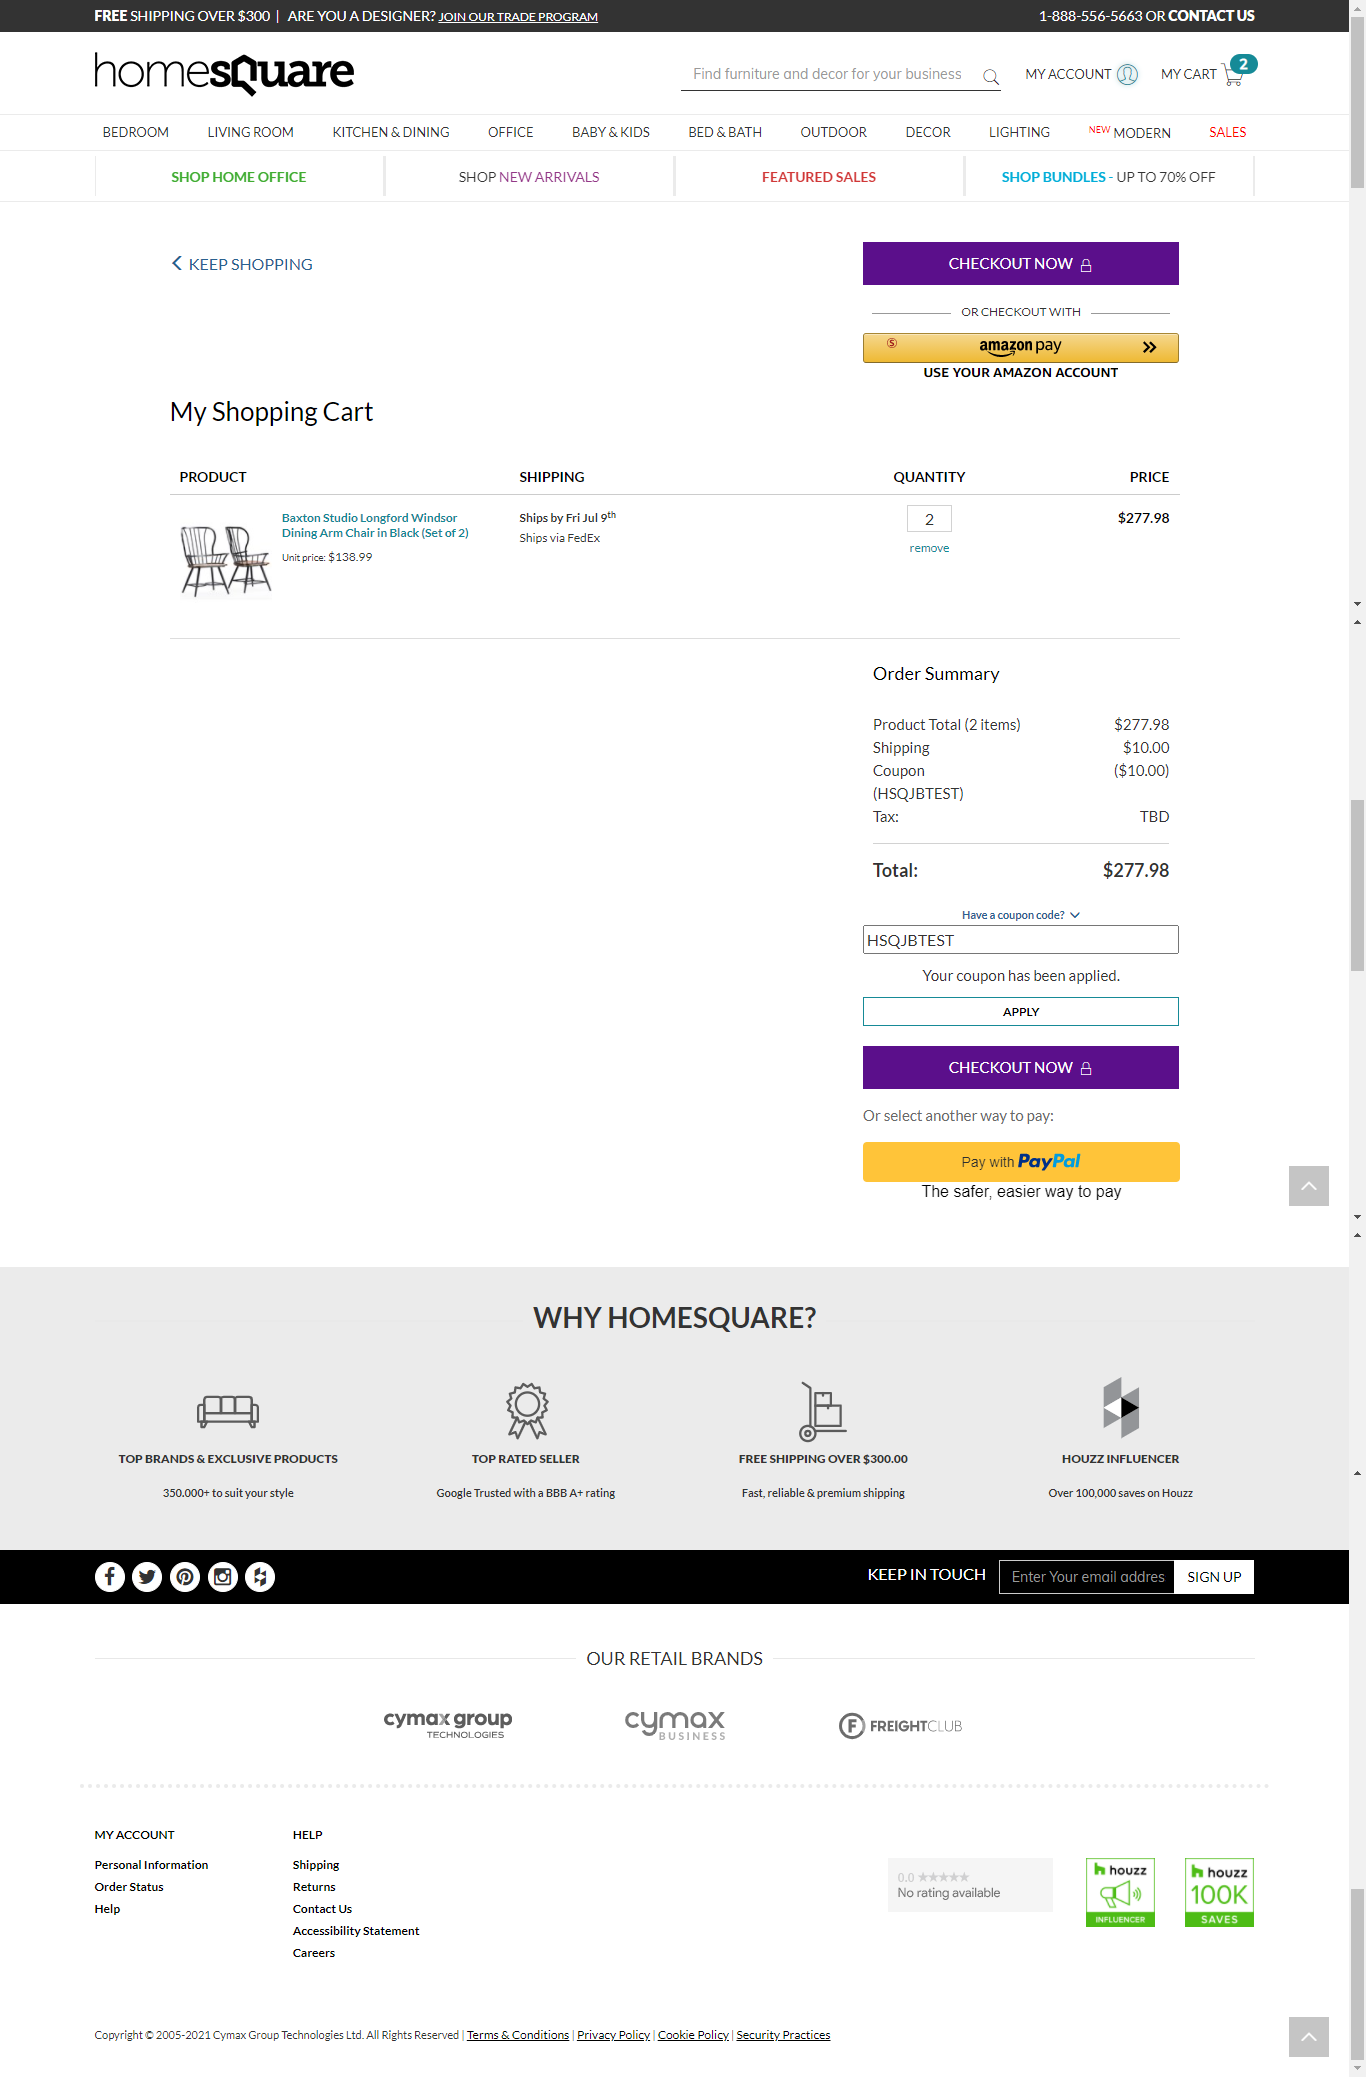 FREE SHIPPING OVER $300 | ARE YOU A DESIGNER? JOIN OUR TRADE PROGRAM
1-888-556-5663 OR CONTACT US
homesquare
Find furniture and decor for your business
MY ACCOUNT
MY CART
2
BEDROOM LIVING ROOM KITCHEN & DINING OFFICE BABY & KIDS BED & BATH OUTDOOR DECOR LIGHTING NEW MODERN SALES
SHOP HOME OFFICE
SHOP NEW ARRIVALS
FEATURED SALES
SHOP BUNDLES - UP TO 70% OFF
KEEP SHOPPING
CHECKOUT NOW
OR CHECKOUT WITH
amazon pay
USE YOUR AMAZON ACCOUNT
My Shopping Cart
PRODUCT SHIPPING QUANTITY PRICE
Baxton Studio Longford Windsor
Dining Arm Chair in Black (Set of 2)
Unit price: $138.99
Ships by Fri Jul 9th
Ships via FedEx
2
remove
$277.98
Order Summary
Product Total (2 items) $277.98
Shipping $10.00
Coupon ($10.00)
(HSQJBTEST)
Tax: TBD
Total: $277.98
Have a coupon code?
HSQJBTEST
Your coupon has been applied.
APPLY
CHECKOUT NOW
Or select another way to pay:
Pay with PayPal
The safer, easier way to pay
WHY HOMESQUARE?
TOP BRANDS & EXCLUSIVE PRODUCTS
350.000+ to suit your style
TOP RATED SELLER
Google Trusted with a BBB A+ rating
FREE SHIPPING OVER $300.00
Fast, reliable & premium shipping
HOUZZ INFLUENCER
Over 100,000 saves on Houzz
KEEP IN TOUCH
Enter Your email addres
SIGN UP
OUR RETAIL BRANDS
cymax group
TECHNOLOGIES
cymax
BUSINESS
F FREIGHTCLUB
MY ACCOUNT
Personal Information
Order Status
Help
HELP
Shipping
Returns
Contact Us
Accessibility Statement
Careers
0.0 ★★★★★
No rating available
houzz
INFLUENCER
houzz
100K
SAVES
Copyright © 2005-2021 Cymax Group Technologies Ltd. All Rights Reserved | Terms & Conditions | Privacy Policy | Cookie Policy | Security Practices